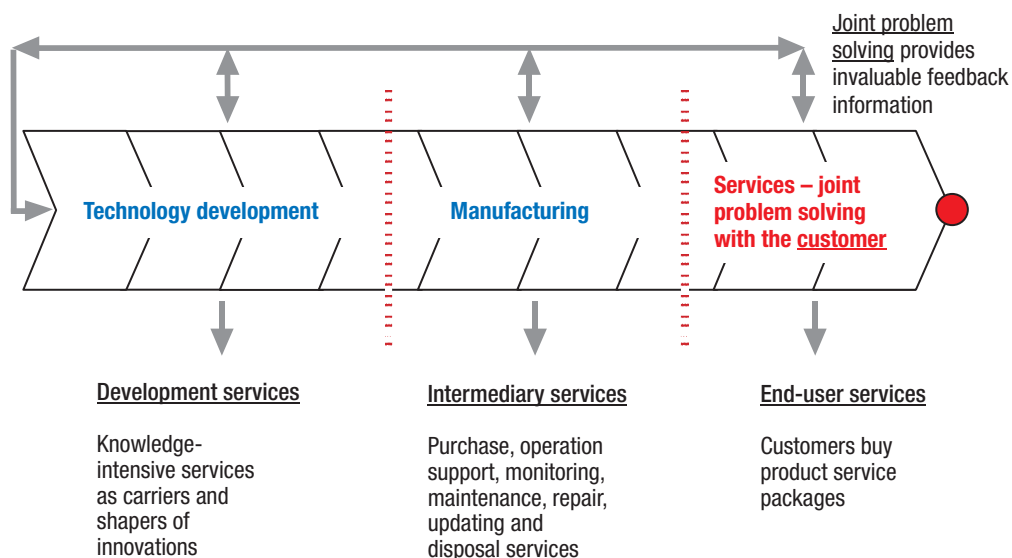 Joint problem
solving provides
invaluable feedback
information
Technology development
Manufacturing
Services – joint
problem solving
with the customer
Development services
Knowledge-
intensive services
as carriers and
shapers of
innovations
Intermediary services
Purchase, operation
support, monitoring,
maintenance, repair,
updating and
disposal services
End-user services
Customers buy
product service
packages